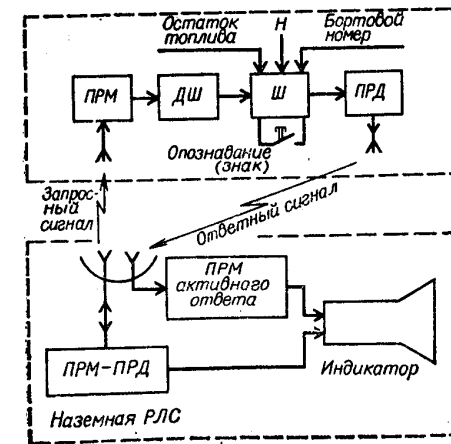 Остаток
топлива
Н
Бортовой
номер
ПРМ
ДШ
Ш
ПРД
Опознавание
(знак)
Запрос-
ный
сигнал
Ответный сигнал
ПРМ
активного
ответа
ПРМ-ПРД
Индикатор
Наземная РЛС